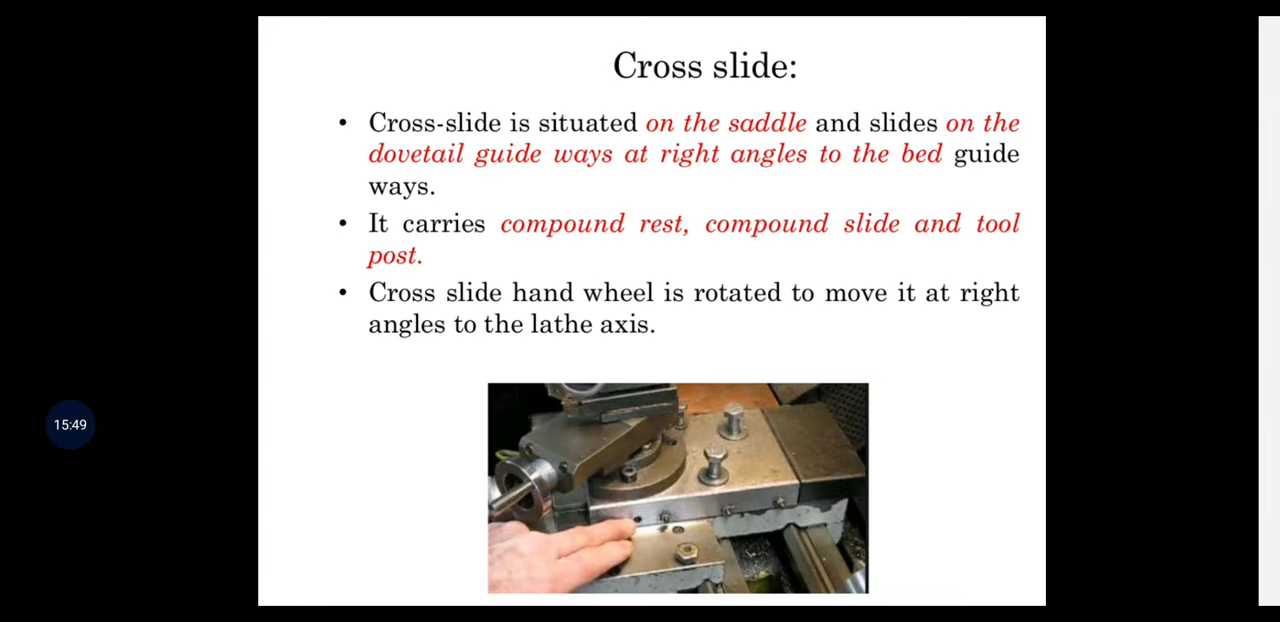 Cross slide:
• Cross-slide is situated on the saddle and slides on the
dovetail guide ways at right angles to the bed guide
ways.
• It carries compound rest, compound slide and tool
post.
• Cross slide hand wheel is rotated to move it at right
angles to the lathe axis.
15:49